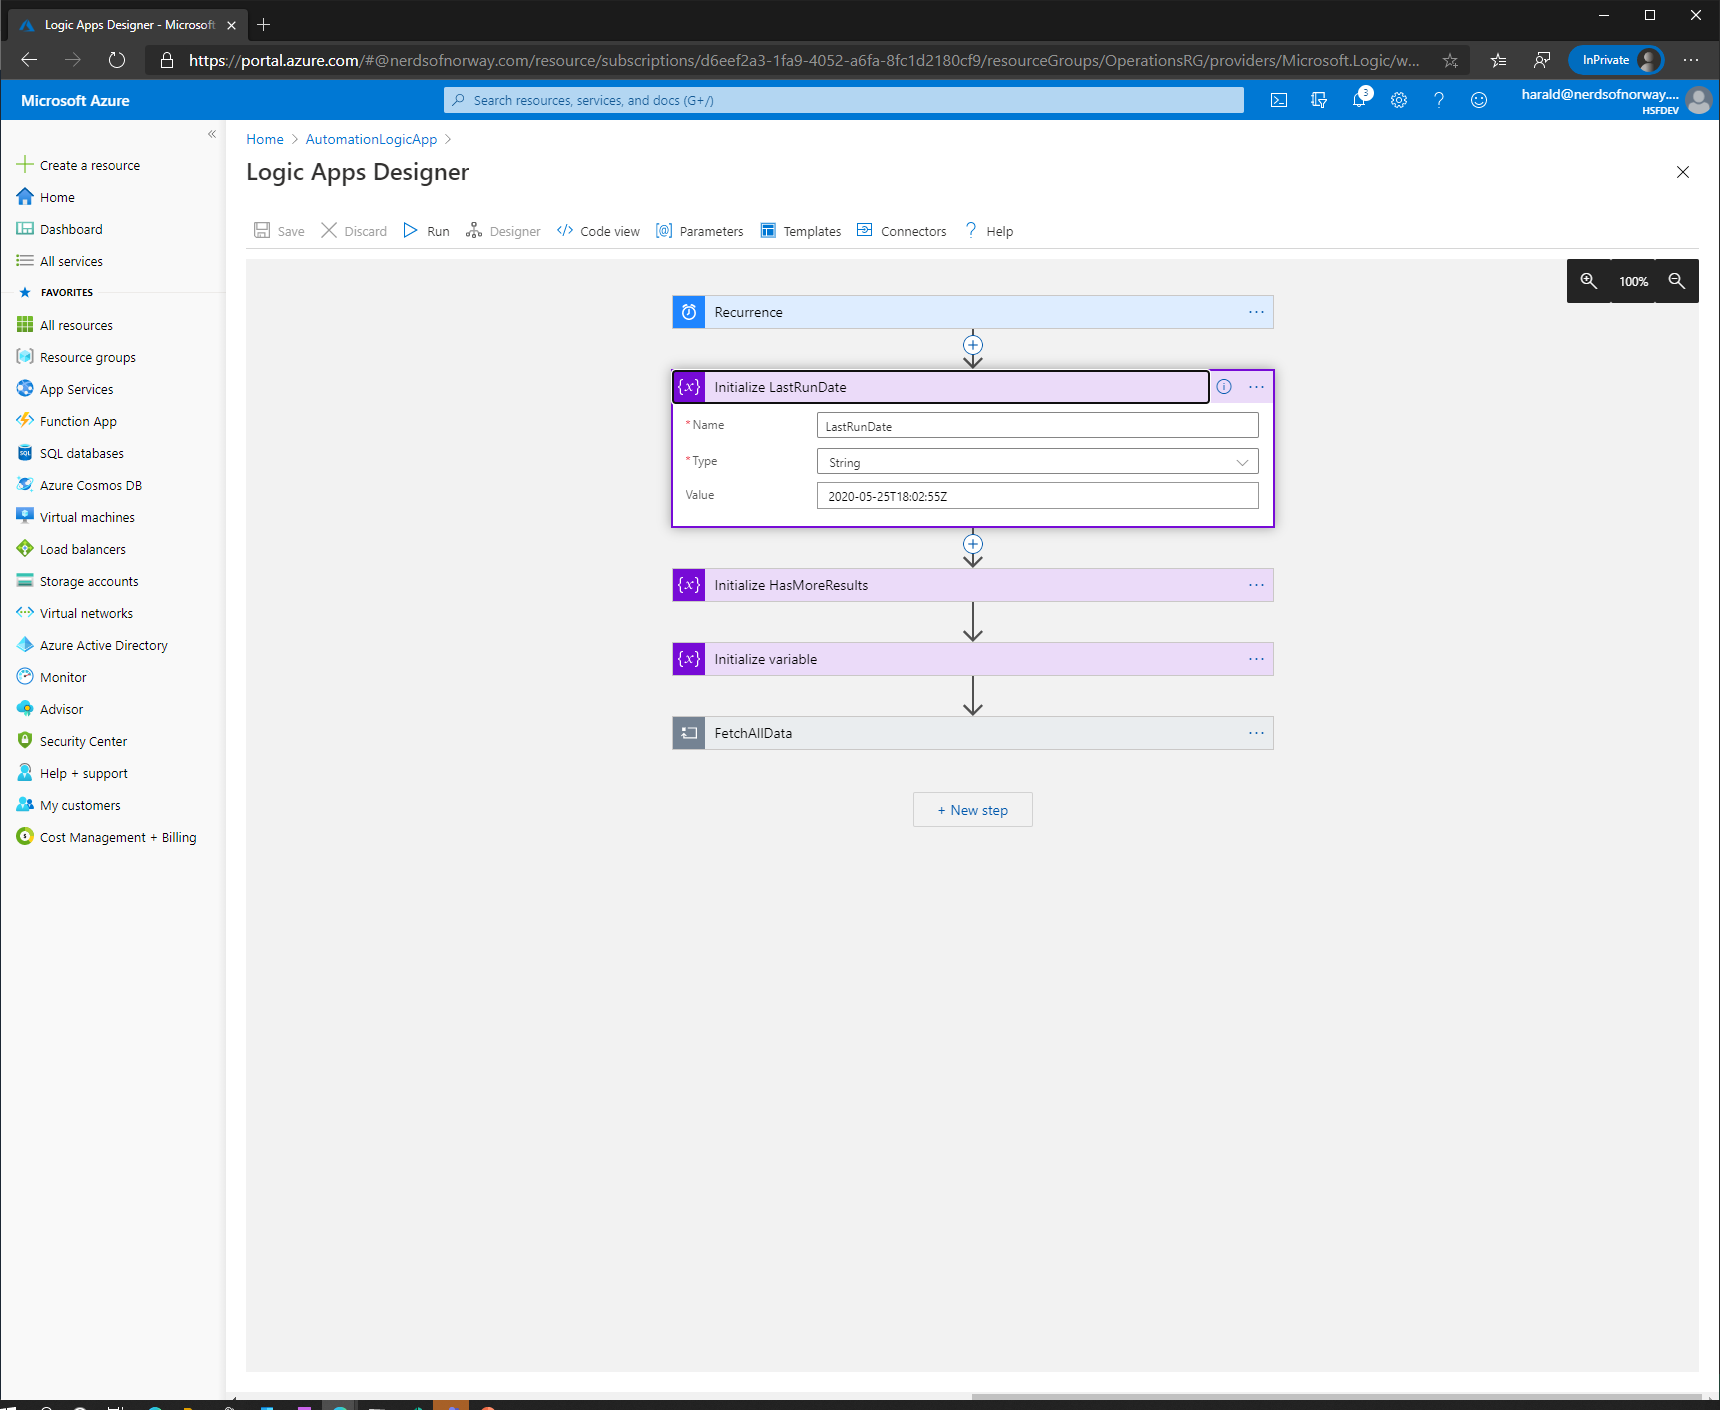 Logic Apps Designer - Microsoft
https://portal.azure.com/#@nerdsofnorway.com/resource/subscriptions/d6eef2a3-1fa9-4052-a6fa-8fc1d2180cf9/resourceGroups/OperationsRG/providers/Microsoft.Logic/w...
InPrivate
Microsoft Azure
Search resources, services, and docs (G+/)
3
harald@nerdsofnorway....
HSFDEV
Home > AutomationLogicApp >
Logic Apps Designer
Create a resource
Home
Dashboard
All services
FAVORITES
All resources
Resource groups
App Services
Function App
SQL databases
Azure Cosmos DB
Virtual machines
Load balancers
Storage accounts
Virtual networks
Azure Active Directory
Monitor
Advisor
Security Center
Help + support
My customers
Cost Management + Billing
Save Discard Run Designer Code view Parameters Templates Connectors Help
100%
Recurrence
{x} Initialize LastRunDate
*Name LastRunDate
*Type String
Value 2020-05-25T18:02:55Z
{x} Initialize HasMoreResults
{x} Initialize variable
FetchAllData
+ New step